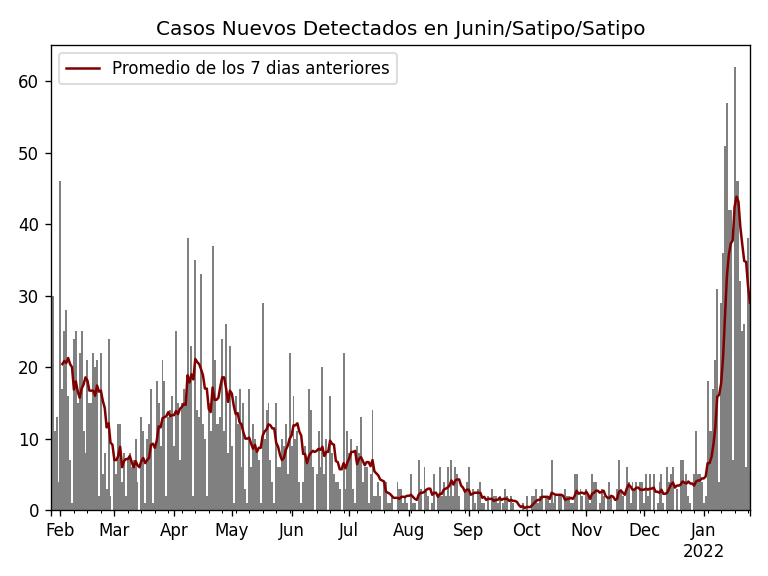 Casos Nuevos Detectados en Junin/Satipo/Satipo
Promedio de los 7 dias anteriores
60
50
40
30
20
10
0
Feb Mar Apr May Jun Jul Aug Sep Oct Nov Dec Jan
2022